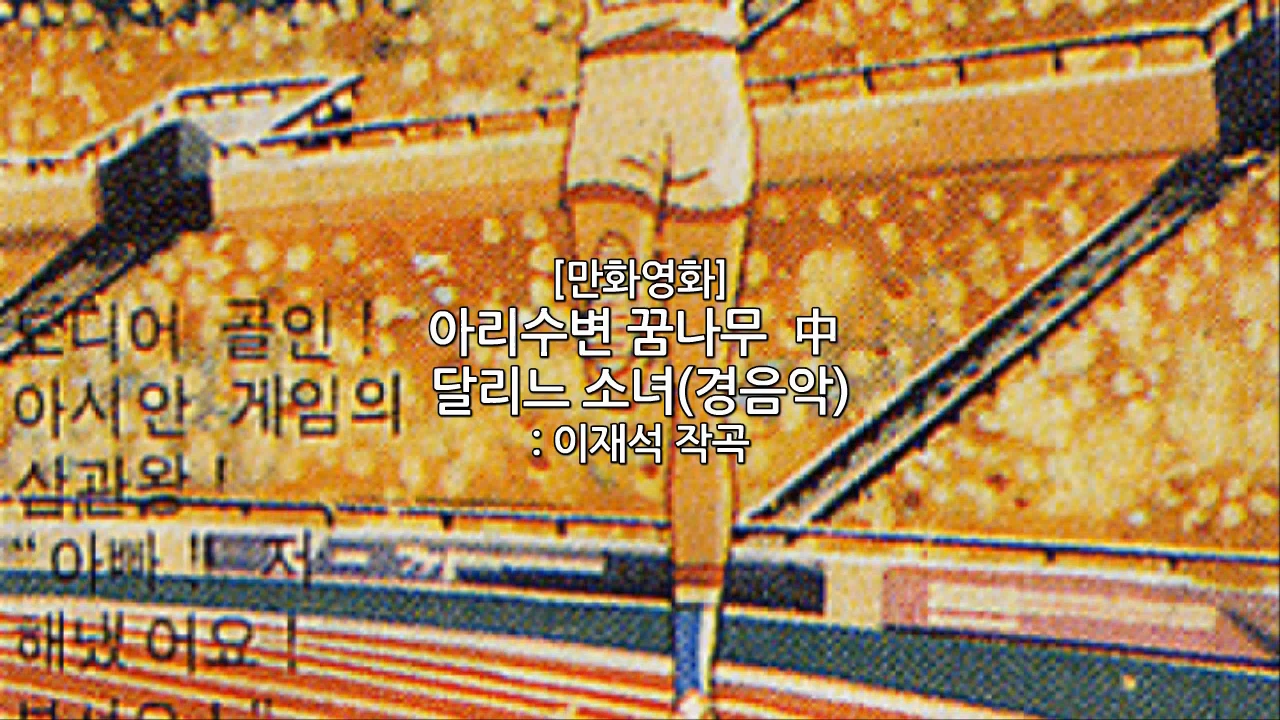 [만화영화]
아리수변 꿈나무 中
달리느 소녀(경음악)
: 이재석 작곡
드디어 골인 !
아시안 게임의
삼관왕 !
“ 아빠 !! 저
해냈어요 !